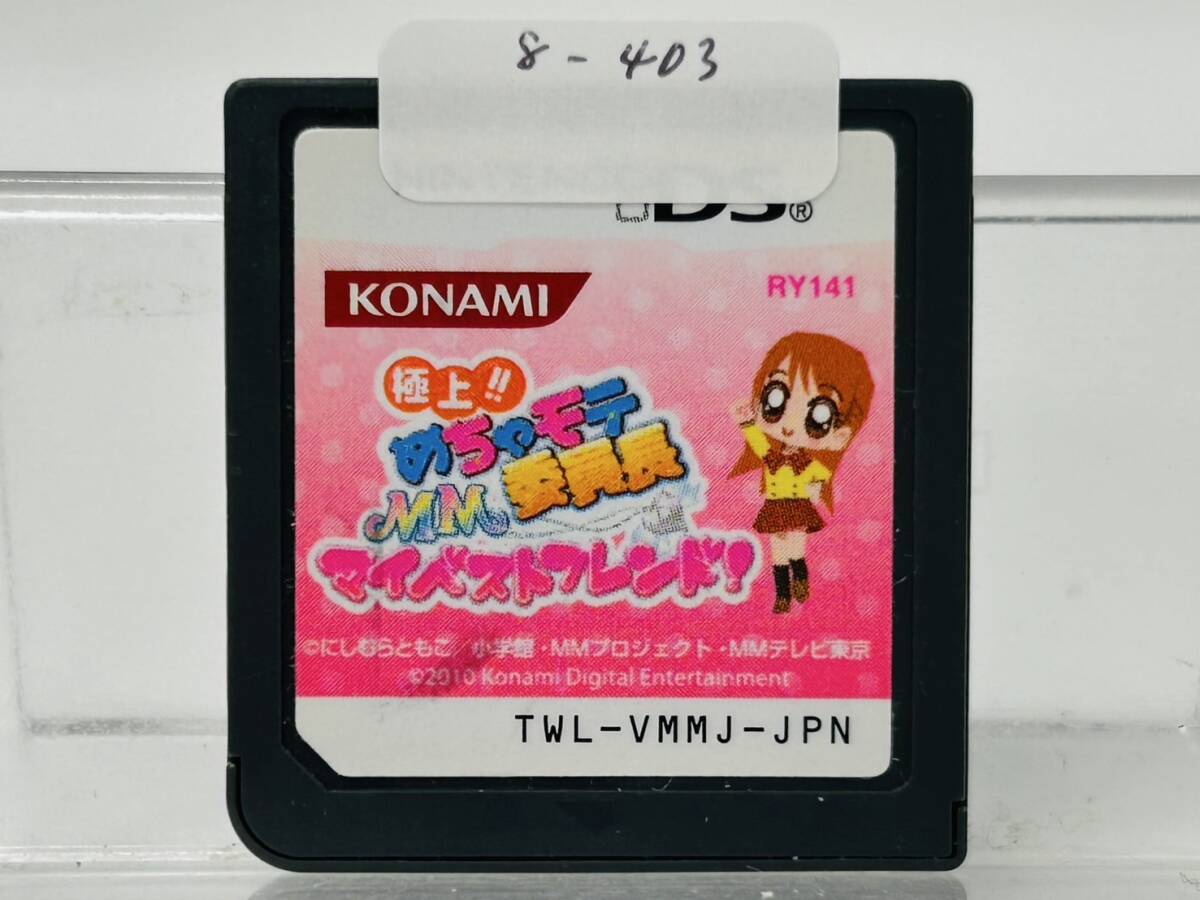 8-403
DS®
KONAMI
RY141
極上!!
めちゃモテ
委員長
MM
マイベストフレンド!
©にしむらともこ/小学館・MMプロジェクト・MMテレビ東京
©2010 Konami Digital Entertainment
TWL-VMMJ-JPN